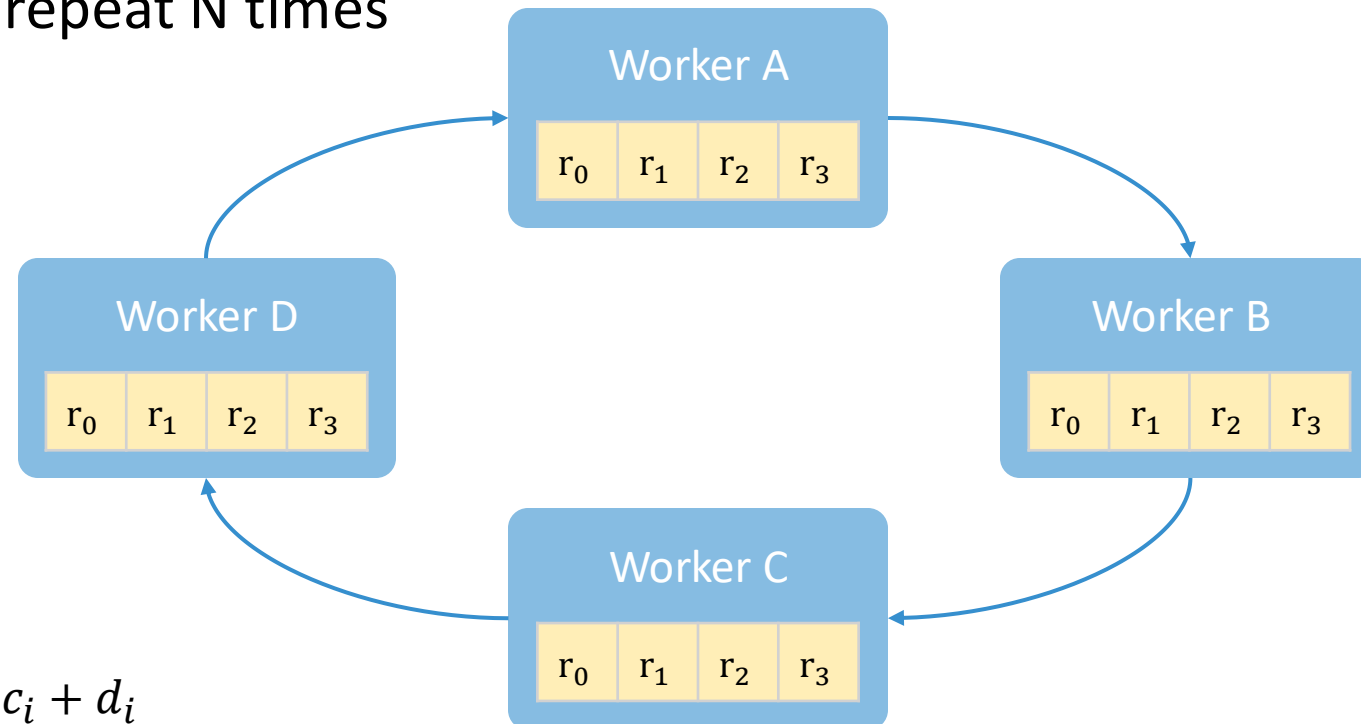 repeat N times
Worker A
r₀ r₁ r₂ r₃
Worker D
r₀ r₁ r₂ r₃
Worker B
r₀ r₁ r₂ r₃
Worker C
r₀ r₁ r₂ r₃
cᵢ + dᵢ